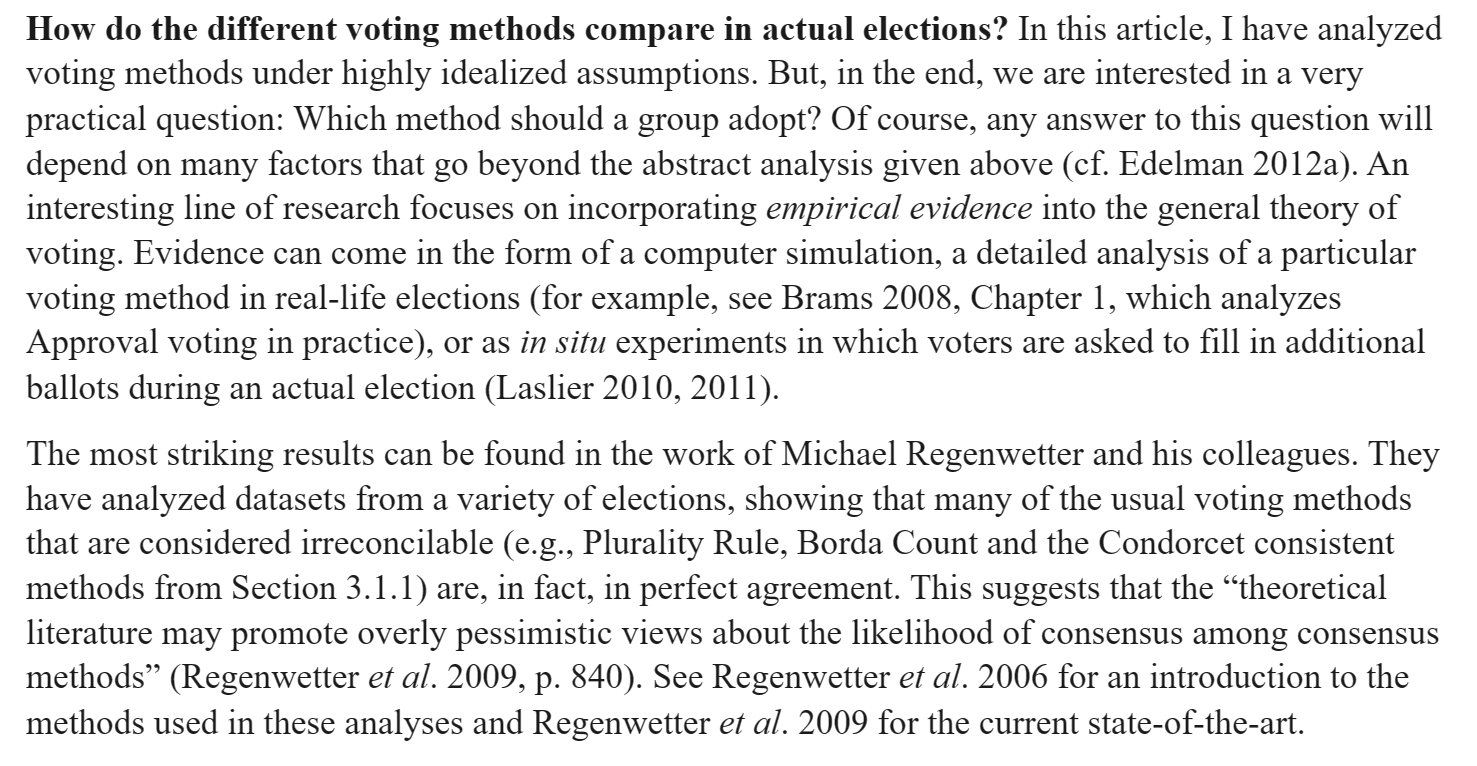 How do the different voting methods compare in actual elections? In this article, I have analyzed
voting methods under highly idealized assumptions. But, in the end, we are interested in a very
practical question: Which method should a group adopt? Of course, any answer to this question will
depend on many factors that go beyond the abstract analysis given above (cf. Edelman 2012a). An
interesting line of research focuses on incorporating empirical evidence into the general theory of
voting. Evidence can come in the form of a computer simulation, a detailed analysis of a particular
voting method in real-life elections (for example, see Brams 2008, Chapter 1, which analyzes
Approval voting in practice), or as in situ experiments in which voters are asked to fill in additional
ballots during an actual election (Laslier 2010, 2011).
The most striking results can be found in the work of Michael Regenwetter and his colleagues. They
have analyzed datasets from a variety of elections, showing that many of the usual voting methods
that are considered irreconcilable (e.g., Plurality Rule, Borda Count and the Condorcet consistent
methods from Section 3.1.1) are, in fact, in perfect agreement. This suggests that the “theoretical
literature may promote overly pessimistic views about the likelihood of consensus among consensus
methods” (Regenwetter et al. 2009, p. 840). See Regenwetter et al. 2006 for an introduction to the
methods used in these analyses and Regenwetter et al. 2009 for the current state-of-the-art.